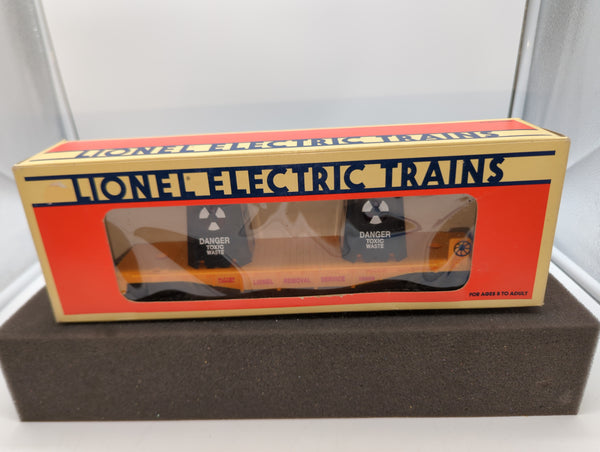 LIONEL ELECTRIC TRAINS
LIONEL ELECTRIC TRAINS
DANGER
TOXIC
WASTE
DANGER
TOXIC
WASTE
LIONEL REMOVAL SERVICE
FOR AGES 8 TO ADULT